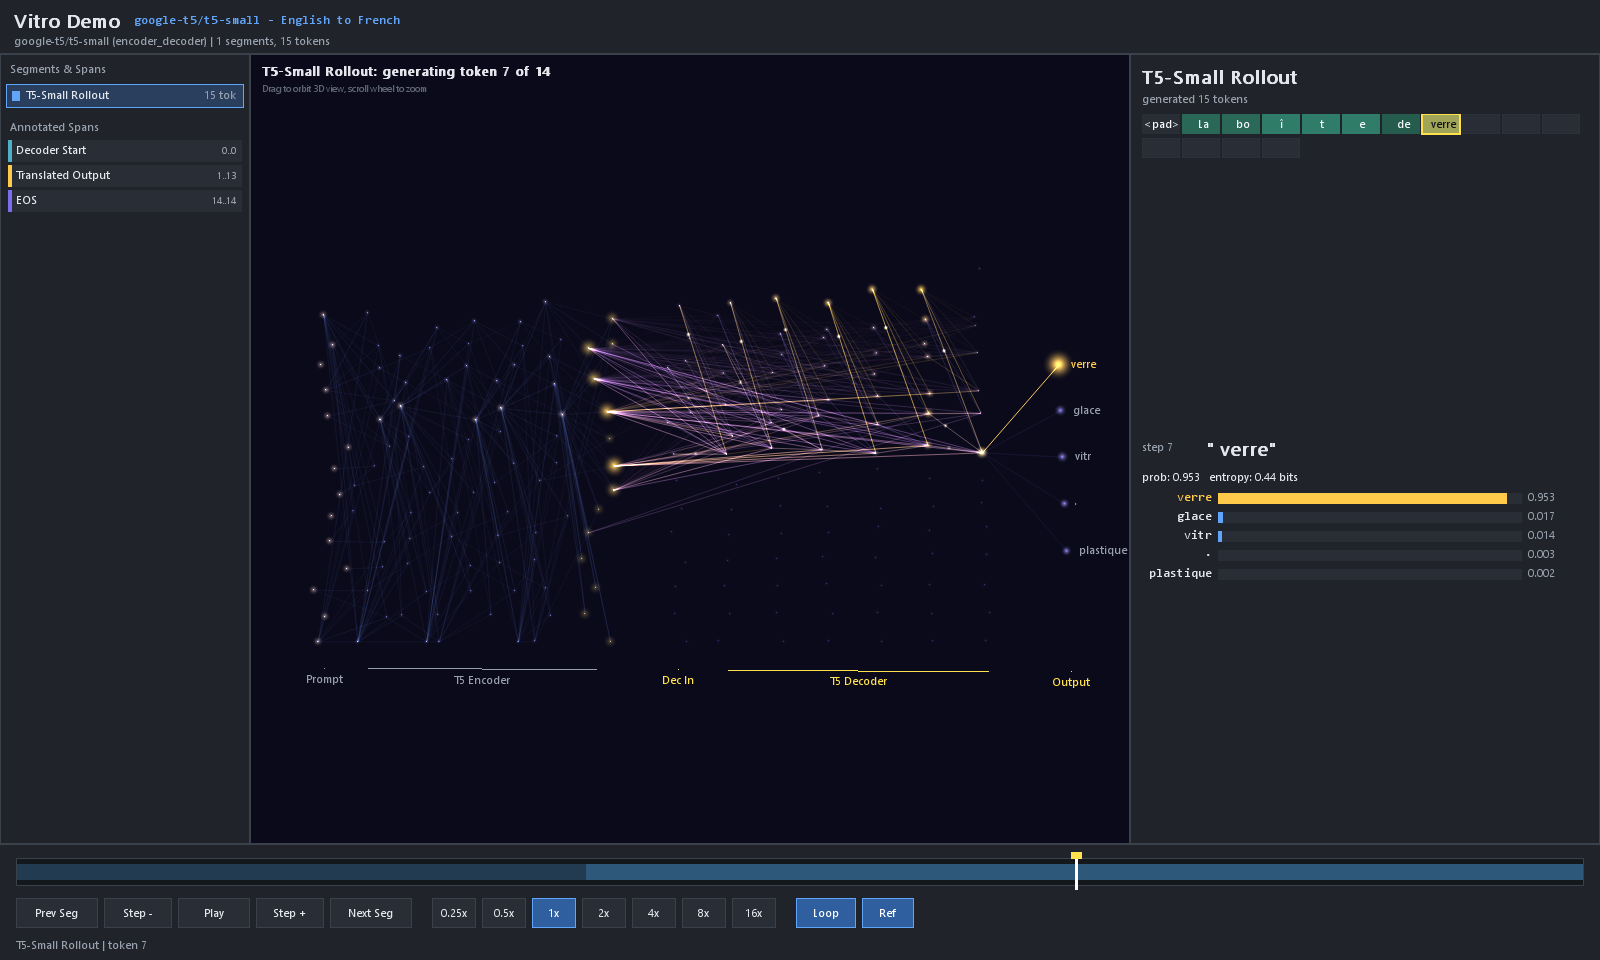 Vitro Demo google-t5/t5-small - English to French
google-t5/t5-small (encoder_decoder) | 1 segments, 15 tokens
Segments & Spans
T5-Small Rollout 15 tok
Annotated Spans
Decoder Start 0..0
Translated Output 1..13
EOS 14..14
T5-Small Rollout: generating token 7 of 14
Drag to orbit 3D view, scroll wheel to zoom
verre
glace
vitr
.
plastique
Prompt T5 Encoder Dec In T5 Decoder Output
T5-Small Rollout
generated 15 tokens
<pad> La bo î t e de verre
step 7 " verre"
prob: 0.953 entropy: 0.44 bits
verre 0.953
glace 0.017
vitr 0.014
. 0.003
plastique 0.002
Prev Seg Step - Play Step + Next Seg 0.25x 0.5x 1x 2x 4x 8x 16x Loop Ref
T5-Small Rollout | token 7